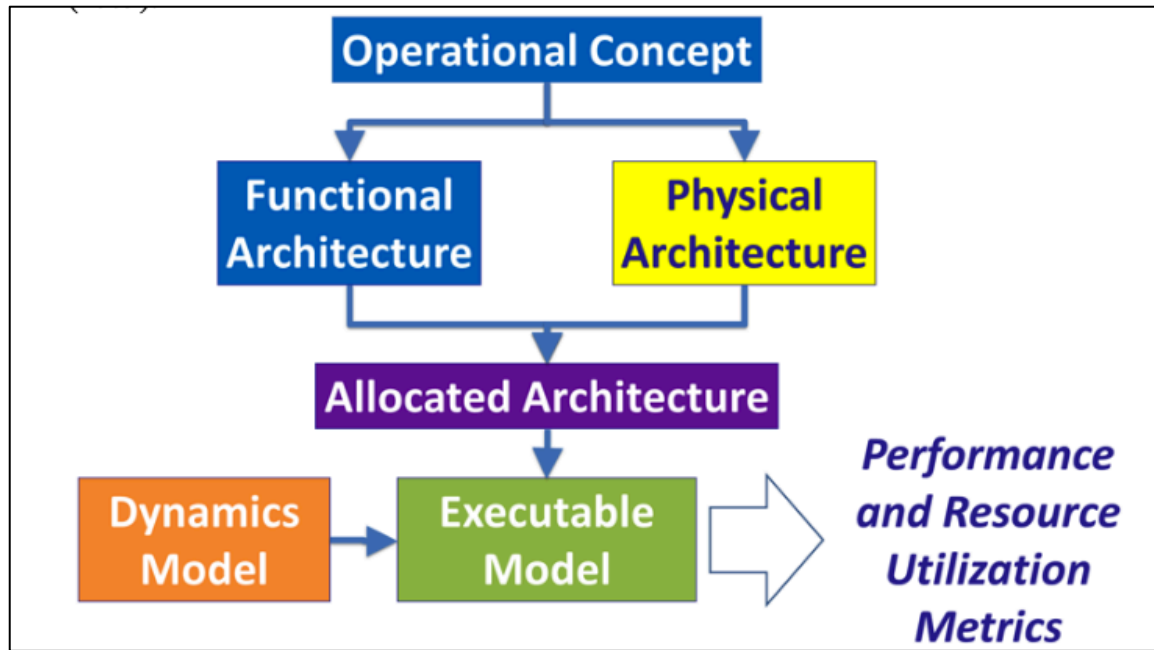 Operational Concept
Functional
Architecture
Physical
Architecture
Allocated Architecture
Dynamics
Model
Executable
Model
Performance
and Resource
Utilization
Metrics